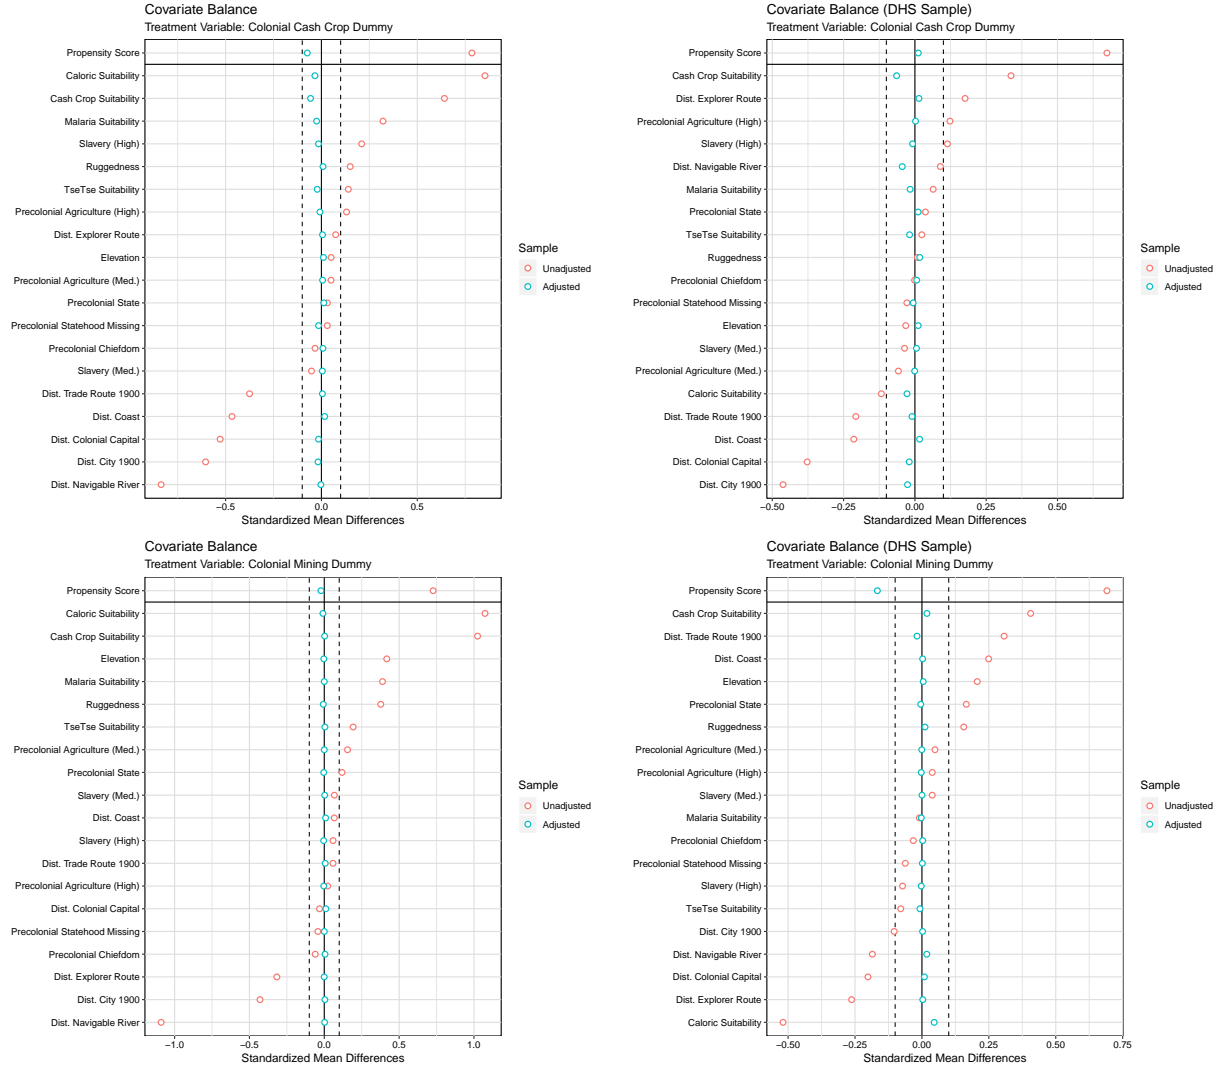 Covariate Balance
Treatment Variable: Colonial Cash Crop Dummy
Propensity Score
Caloric Suitability
Cash Crop Suitability
Malaria Suitability
Slavery (High)
Ruggedness
TseTse Suitability
Precolonial Agriculture (High)
Dist. Explorer Route
Elevation
Precolonial Agriculture (Med.)
Precolonial State
Precolonial Statehood Missing
Precolonial Chiefdom
Slavery (Med.)
Dist. Trade Route 1900
Dist. Coast
Dist. Colonial Capital
Dist. City 1900
Dist. Navigable River
−0.5 0.0 0.5
Standardized Mean Differences
Sample
Unadjusted
Adjusted
Covariate Balance (DHS Sample)
Treatment Variable: Colonial Cash Crop Dummy
Propensity Score
Cash Crop Suitability
Dist. Explorer Route
Precolonial Agriculture (High)
Slavery (High)
Dist. Navigable River
Malaria Suitability
Precolonial State
TseTse Suitability
Ruggedness
Precolonial Chiefdom
Precolonial Statehood Missing
Elevation
Slavery (Med.)
Precolonial Agriculture (Med.)
Caloric Suitability
Dist. Trade Route 1900
Dist. Coast
Dist. Colonial Capital
Dist. City 1900
−0.50 −0.25 0.00 0.25 0.50
Standardized Mean Differences
Sample
Unadjusted
Adjusted
Covariate Balance
Treatment Variable: Colonial Mining Dummy
Propensity Score
Caloric Suitability
Cash Crop Suitability
Elevation
Malaria Suitability
Ruggedness
TseTse Suitability
Precolonial Agriculture (Med.)
Precolonial State
Slavery (Med.)
Dist. Coast
Slavery (High)
Dist. Trade Route 1900
Precolonial Agriculture (High)
Dist. Colonial Capital
Precolonial Statehood Missing
Precolonial Chiefdom
Dist. Explorer Route
Dist. City 1900
Dist. Navigable River
−1.0 −0.5 0.0 0.5 1.0
Standardized Mean Differences
Sample
Unadjusted
Adjusted
Covariate Balance (DHS Sample)
Treatment Variable: Colonial Mining Dummy
Propensity Score
Cash Crop Suitability
Dist. Trade Route 1900
Dist. Coast
Elevation
Precolonial State
Ruggedness
Precolonial Agriculture (Med.)
Precolonial Agriculture (High)
Slavery (Med.)
Malaria Suitability
Precolonial Chiefdom
Precolonial Statehood Missing
Slavery (High)
TseTse Suitability
Dist. City 1900
Dist. Navigable River
Dist. Colonial Capital
Dist. Explorer Route
Caloric Suitability
−0.50 −0.25 0.00 0.25 0.50 0.75
Standardized Mean Differences
Sample
Unadjusted
Adjusted